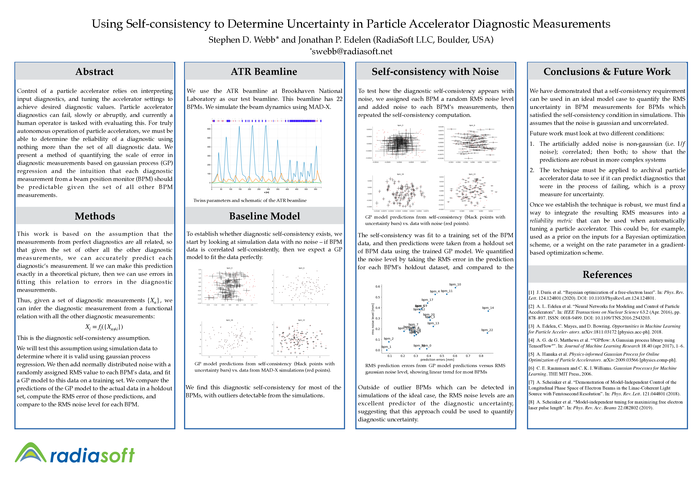 Using Self-consistency to Determine Uncertainty in Particle Accelerator Diagnostic Measurements
Stephen D. Webb* and Jonathan P. Edelen (RadiaSoft LLC, Boulder, USA)
*swebb@radiasoft.net
Abstract
Control of a particle accelerator relies on interpreting
input diagnostics, and tuning the accelerator settings to
achieve desired diagnostic values. Particle accelerator
diagnostics can fail, slowly or abruptly, and currently a
human operator is tasked with evaluating this. For truly
autonomous operation of particle accelerators, we must be
able to determine the reliability of a diagnostic using
nothing more than the set of all diagnostic data. We
present a method of quantifying the scale of error in
diagnostic measurements based on gaussian process (GP)
regression and the intuition that each diagnostic
measurement from a beam position monitor (BPM) should
be predictable given the set of all other BPM
measurements.
Methods
This work is based on the assumption that the
measurements from perfect diagnostics are all related, so
that given the set of other all the other diagnostic
measurements, we can accurately predict each
diagnostic's measurement. If we can make this prediction
exactly in a theoretical picture, then we can use errors in
fitting this relation to errors in the diagnostic
measurements.
Thus, given a set of diagnostic measurements {Xₙ}, we
can infer the diagnostic measurement from a functional
relation with all the other diagnostic measurements:
This is the diagnostic self-consistency assumption.
We will test this assumption using simulation data to
determine where it is valid using gaussian process
regression. We then add normally distributed noise with a
randomly assigned RMS value to each BPM's data, and fit
a GP model to this data on a training set. We compare the
predictions of the GP model to the actual data in a holdout
set, compute the RMS error of those predictions, and
compare to the RMS noise level for each BPM.
ATR Beamline
We use the ATR beamline at Brookhaven National
Laboratory as our test beamline. This beamline has 22
BPMs. We simulate the beam dynamics using MAD-X.
Twiss parameters and schematic of the ATR beamline
Baseline Model
To establish whether diagnostic self-consistency exists, we
start by looking at simulation data with no noise – if BPM
data is correlated self-consistently, then we expect a GP
model to fit the data perfectly.
GP model predictions from self-consistency (black points with
uncertainty bars) vs. data from MAD-X simulations (red points).
We find this diagnostic self-consistency for most of the
BPMs, with outliers detectable from the simulations.
Self-consistency with Noise
To test how the diagnostic self-consistency appears with
noise, we assigned each BPM a random RMS noise level
and added noise to each BPM's measurements, then
repeated the self-consistency computation.
GP model predictions from self-consistency (black points with
uncertainty bars) vs. data with noise (red points).
The self-consistency was fit to a training set of the BPM
data, and then predictions were taken from a holdout set
of BPM data using the trained GP model. We quantified
the noise level by taking the RMS error in the prediction
for each BPM's holdout dataset, and compared to the
RMS prediction errors from GP model predictions versus RMS
gaussian noise level, showing linear trend for most BPMs
Outside of outlier BPMs which can be detected in
simulations of the ideal case, the RMS noise levels are an
excellent predictor of the diagnostic uncertainty,
suggesting that this approach could be used to quantify
diagnostic uncertainty.
Conclusions & Future Work
We have demonstrated that a self-consistency requirement
can be used in an ideal model case to quantify the RMS
uncertainty in BPM measurements for BPMs which
satisfied the self-consistency condition in simulations. This
assumes that the noise is gaussian and uncorrelated.
Future work must look at two different conditions:
1. The artificially added noise is non-gaussian (i.e. 1/f
noise); correlated; then both; to show that the
predictions are robust in more complex systems
2. The technique must be applied to archival particle
accelerator data to see if it can predict diagnostics that
were in the process of failing, which is a proxy
measure for uncertainty.
Once we establish the technique is robust, we must find a
way to integrate the resulting RMS measures into a
reliability metric that can be used when automatically
tuning a particle accelerator. This could be, for example,
used as a prior on the inputs for a Bayesian optimization
scheme, or a weight on the rate parameter in a gradient-
based optimization scheme.
References
[1] J. Duris et al. "Bayesian optimization of a free-electron laser". In: Phys. Rev.
Lett. 124.124801 (2020). DOI: 10.1103/PhysRevLett.124.124801.
[2] A. L. Edelen et al. "Neural Networks for Modeling and Control of Particle
Accelerators". In: IEEE Transactions on Nuclear Science 63.2 (Apr. 2016), pp.
878–897. ISSN: 0018-9499. DOI: 10.1109/TNS.2016.2543203.
[3] A. Edelen, C. Mayes, and D. Bowring. Opportunities in Machine Learning
for Particle Acceler- ators. arXiv:1811.03172 [physics.acc-ph]. 2018.
[4] A. G. de G. Matthews et al. "GPflow: A Gaussian process library using
TensorFlow". In: Journal of Machine Learning Research 18.40 (apr 2017), 1–6.
[5] A. Hanuka et al. Physics-informed Gaussian Process for Online
Optimization of Particle Accelerators. arXiv:2009.03566 [physics.comp-ph].
[6] C. E. Rasmussen and C. K. I. Williams. Gaussian Processes for Machine
Learning. THE MIT Press, 2006.
[7] A. Scheinker et al. "Demonstration of Model-Independent Control of the
Longitudinal Phase Space of Electron Beams in the Linac-Coherent Light
Source with Femtosecond Resolution". In: Phys. Rev. Lett. 121.044801 (2018).
[8] A. Scheinker et al. "Model-independent tuning for maximizing free electron
laser pulse length". In: Phys. Rev. Acc. Beams 22.082802 (2019).
radiasoft